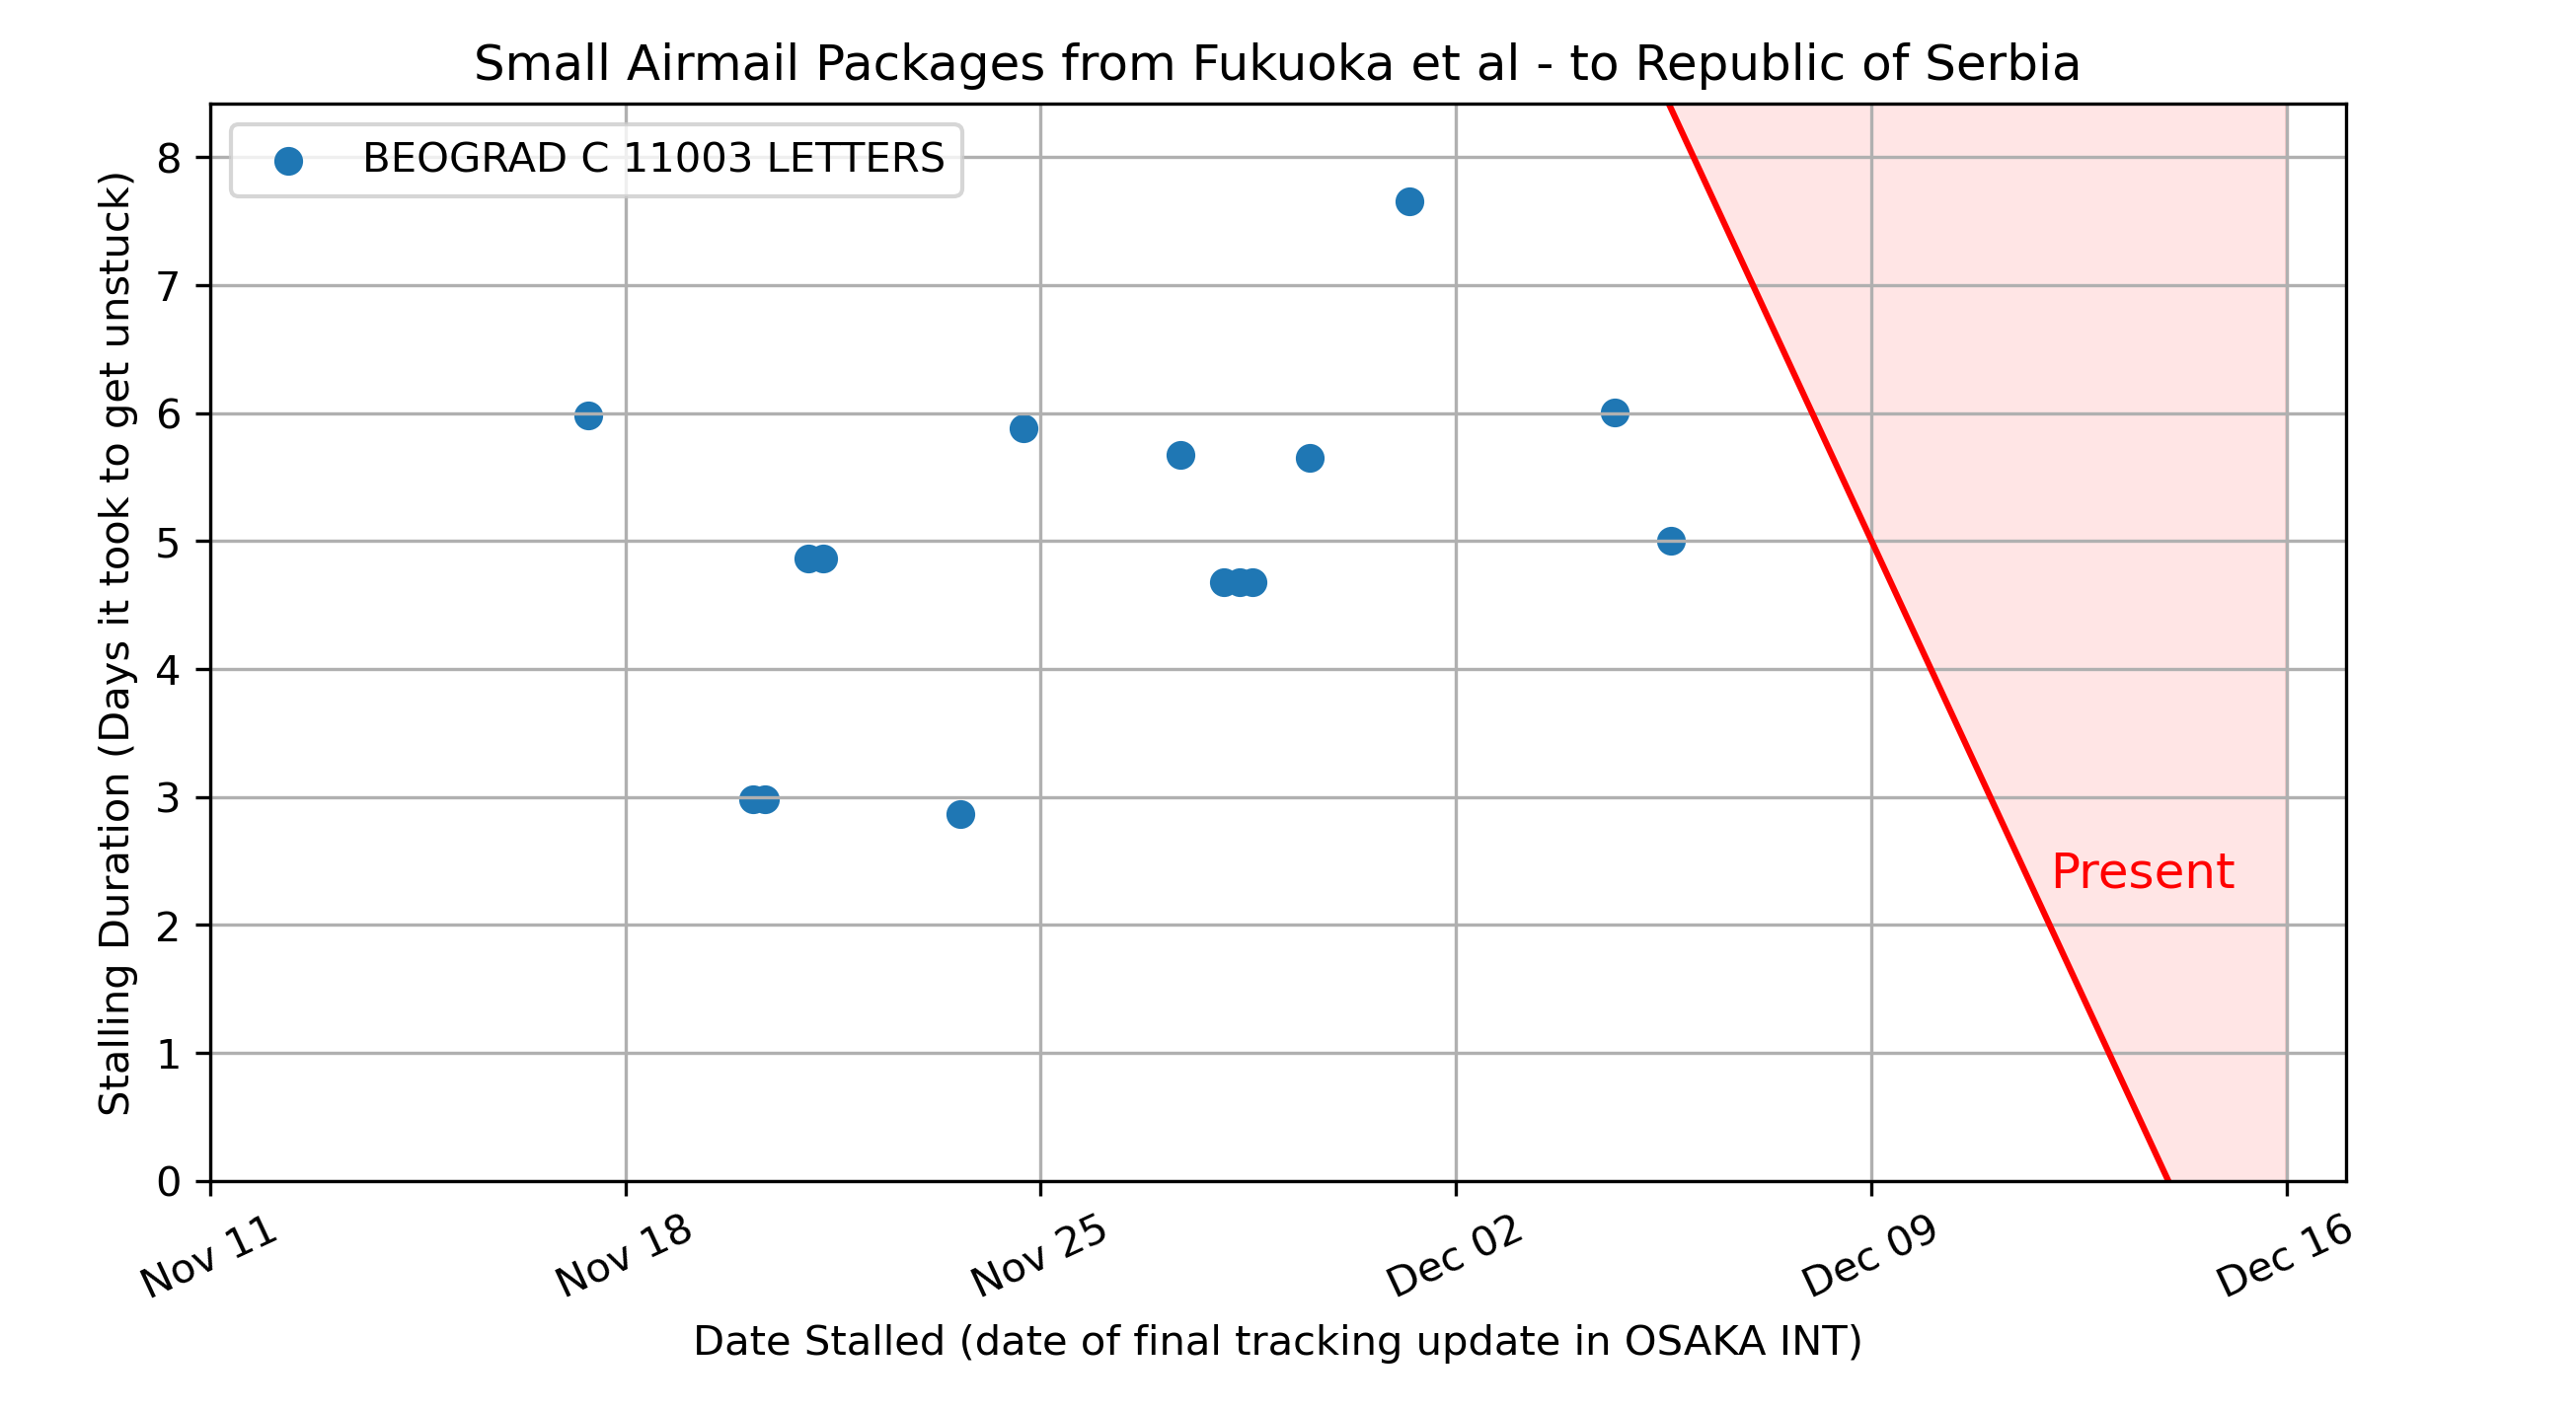 Small Airmail Packages from Fukuoka et al - to Republic of Serbia
BEOGRAD C 11003 LETTERS
Stalling Duration (Days it took to get unstuck)
8
7
6
5
4
3
2
1
0
Present
Nov 11
Nov 18
Nov 25
Dec 02
Dec 09
Dec 16
Date Stalled (date of final tracking update in OSAKA INT)